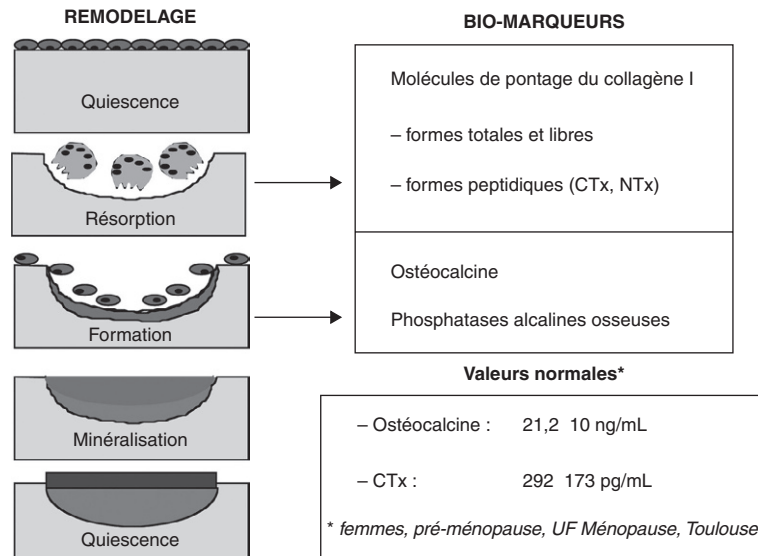 REMODELAGE
Quiescence
Résorption
Formation
Minéralisation
Quiescence
BIO-MARQUEURS
Molécules de pontage du collagène I
– formes totales et libres
– formes peptidiques (CTx, NTx)
Ostéocalcine
Phosphatases alcalines osseuses
Valeurs normales*
– Ostéocalcine : 21,2 10 ng/mL
– CTx : 292 173 pg/mL
* femmes, pré-ménopause, UF Ménopause, Toulouse